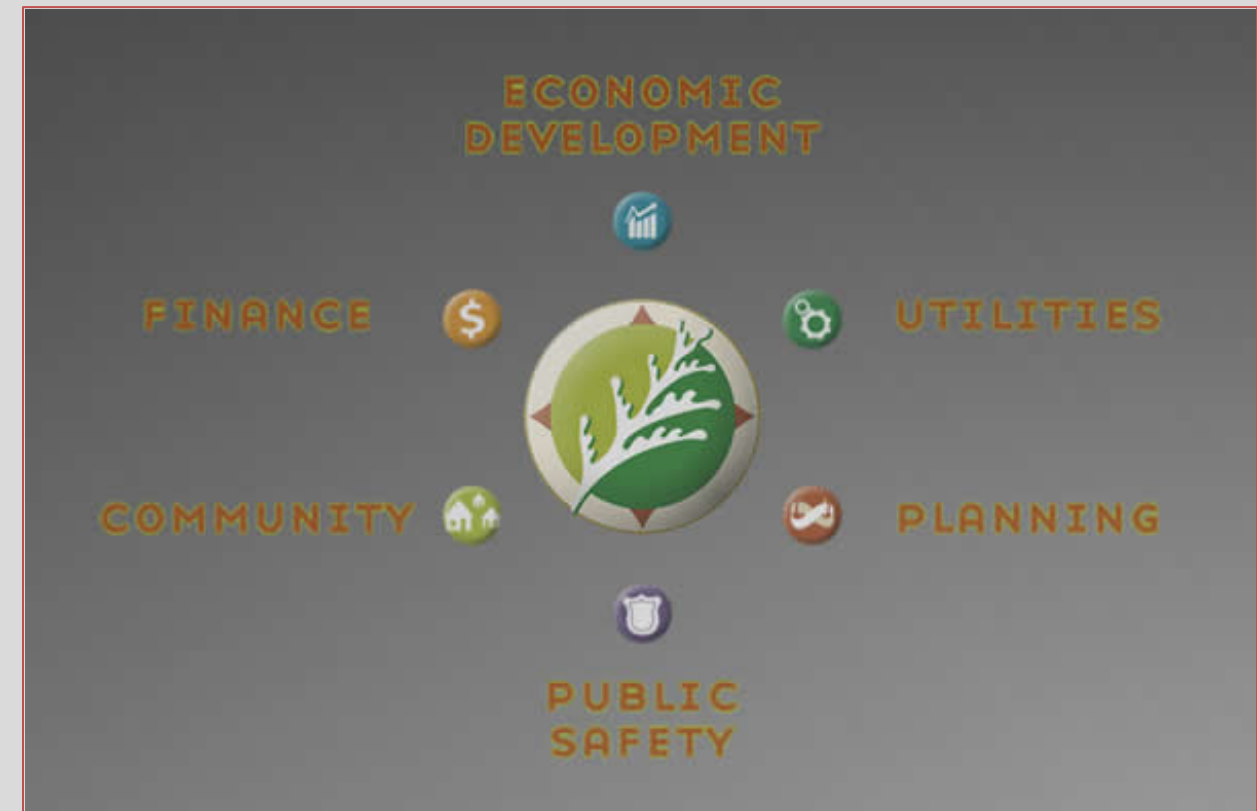 ECONOMIC
DEVELOPMENT
FINANCE
UTILITIES
COMMUNITY
PLANNING
PUBLIC
SAFETY